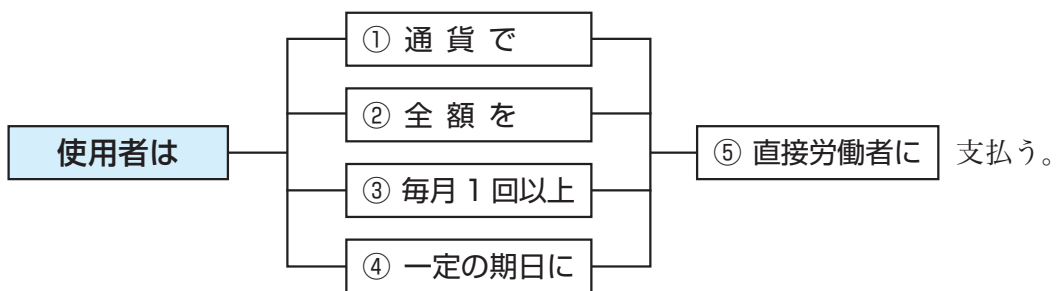 使用者は
① 通貨で
② 全額を
③ 毎月1回以上
④ 一定の期日に
⑤ 直接労働者に 支払う。